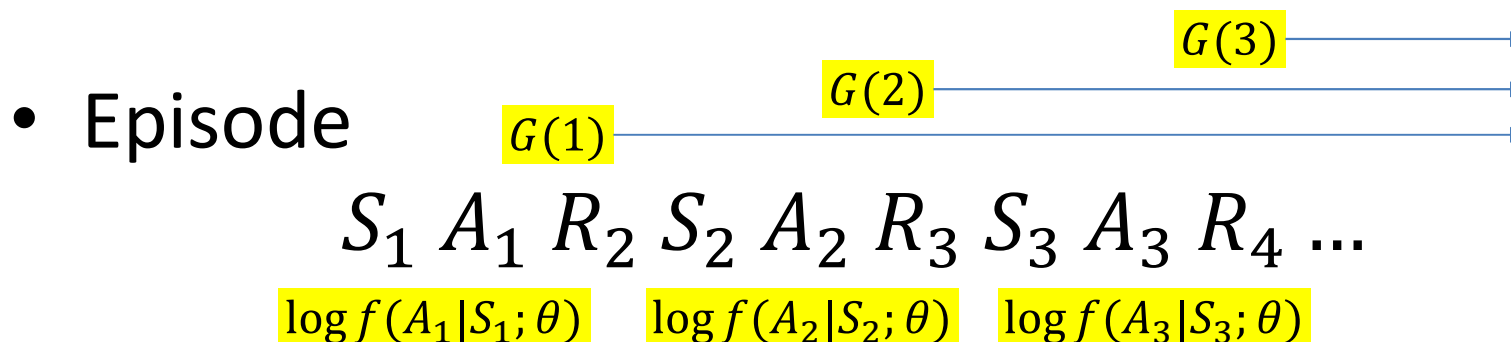 G(3)
G(2)
• Episode
G(1)
S₁ A₁ R₂ S₂ A₂ R₃ S₃ A₃ R₄ ...
log f(A₁|S₁; θ) log f(A₂|S₂; θ) log f(A₃|S₃; θ)